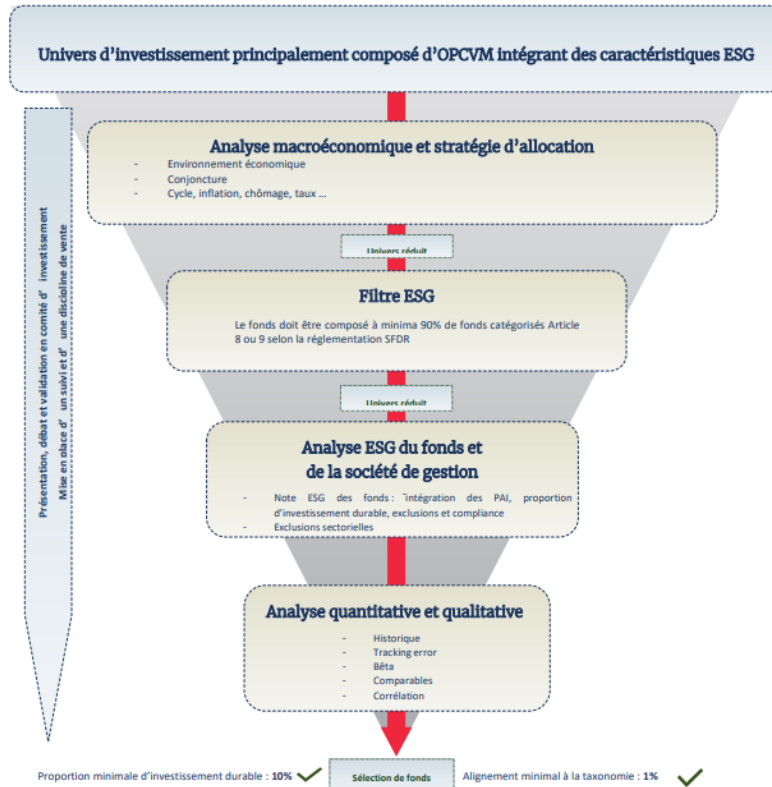 Univers d'investissement principalement composé d'OPCVM intégrant des caractéristiques ESG
Présentation, débat et validation en comité d' investissement
Mise en place d' un suivi et d' une discipline de vente
Analyse macroéconomique et stratégie d'allocation
- Environnement économique
- Conjoncture
- Cycle, inflation, chômage, taux ...
Univers réduit
Filtre ESG
Le fonds doit être composé à minima 90% de fonds catégorisés Article
8 ou 9 selon la réglementation SFDR
Univers réduit
Analyse ESG du fonds et
de la société de gestion
- Note ESG des fonds : intégration des PAI, proportion
d'investissement durable, exclusions et compliance
- Exclusions sectorielles
Analyse quantitative et qualitative
- Historique
- Tracking error
- Bêta
- Comparables
- Corrélation
Proportion minimale d'investissement durable : 10%
Sélection de fonds
Alignement minimal à la taxonomie : 1%